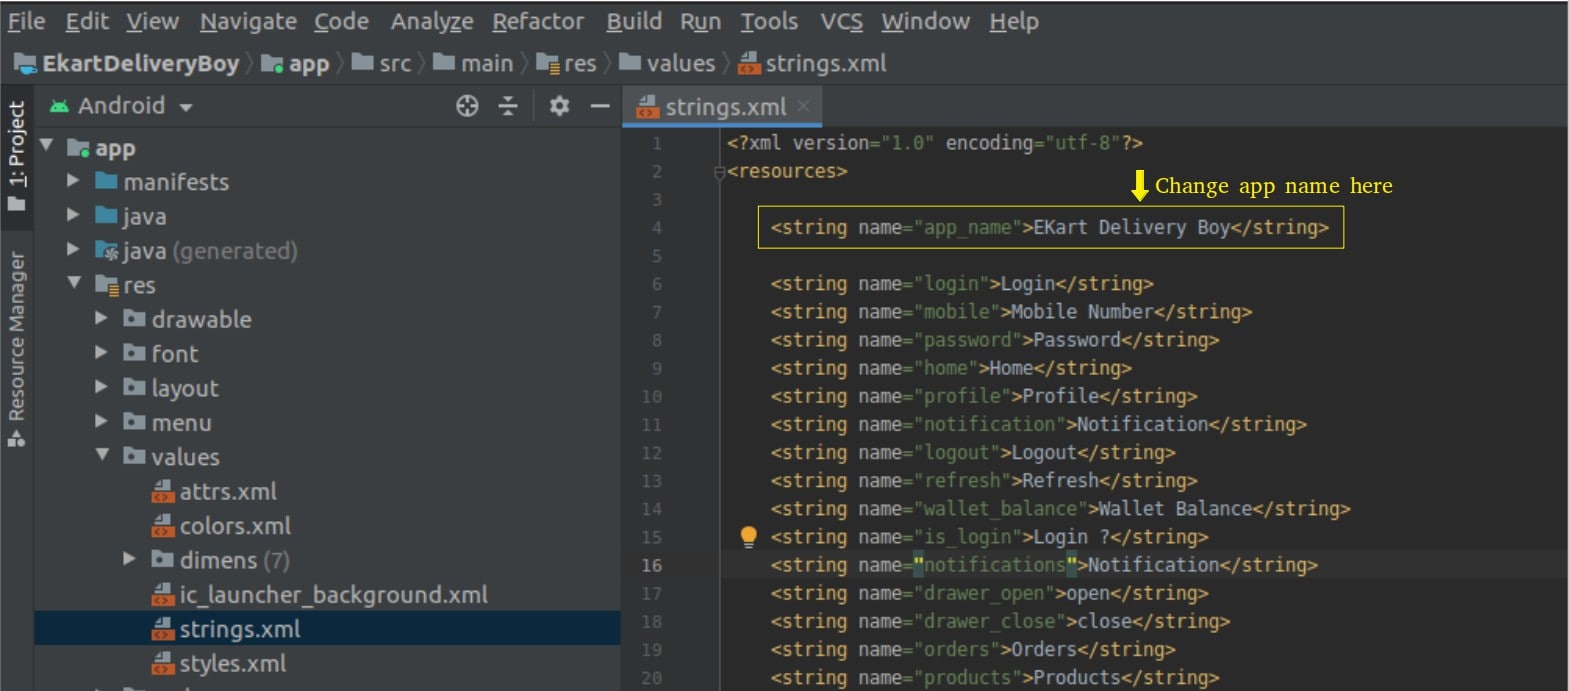 File Edit View Navigate Code Analyze Refactor Build Run Tools VCS Window Help
EkartDeliveryBoy app src main res values strings.xml
1: Project
Resource Manager
Android
app
manifests
java
java (generated)
res
drawable
font
layout
menu
values
attrs.xml
colors.xml
dimens (7)
ic_launcher_background.xml
strings.xml
styles.xml
strings.xml
1 <?xml version="1.0" encoding="utf-8"?>
2 <resources>
Change app name here
3
4 <string name="app_name">EKart Delivery Boy</string>
5
6 <string name="login">Login</string>
7 <string name="mobile">Mobile Number</string>
8 <string name="password">Password</string>
9 <string name="home">Home</string>
10 <string name="profile">Profile</string>
11 <string name="notification">Notification</string>
12 <string name="logout">Logout</string>
13 <string name="refresh">Refresh</string>
14 <string name="wallet_balance">Wallet Balance</string>
15 <string name="is_login">Login ?</string>
16 <string name="notifications">Notification</string>
17 <string name="drawer_open">open</string>
18 <string name="drawer_close">close</string>
19 <string name="orders">Orders</string>
20 <string name="products">Products</string>